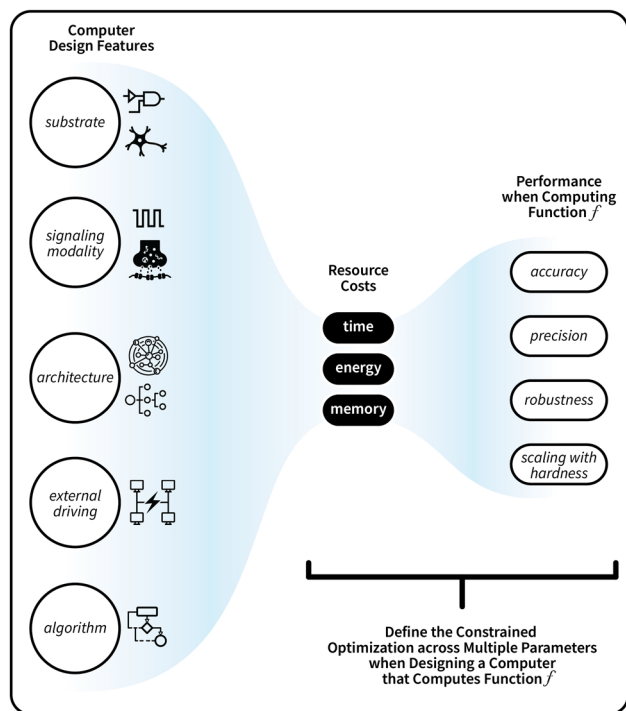 Computer
Design Features
substrate
signaling
modality
architecture
external
driving
algorithm
Resource
Costs
time
energy
memory
Performance
when Computing
Function f
accuracy
precision
robustness
scaling with
hardness
Define the Constrained
Optimization across Multiple Parameters
when Designing a Computer
that Computes Function f